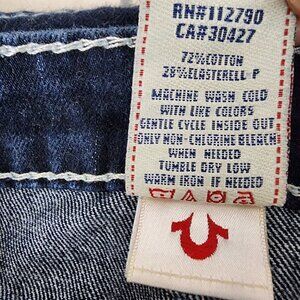 RN#112790
CA#30427
72%COTTON
28%ELASTERELL P
MACHINE WASH COLD
WITH LIKE COLORS
GENTLE CYCLE INSIDE OUT
ONLY NON-CHLORINE BLEACH
WHEN NEEDED
TUMBLE DRY LOW
WARM IRON IF NEEDED